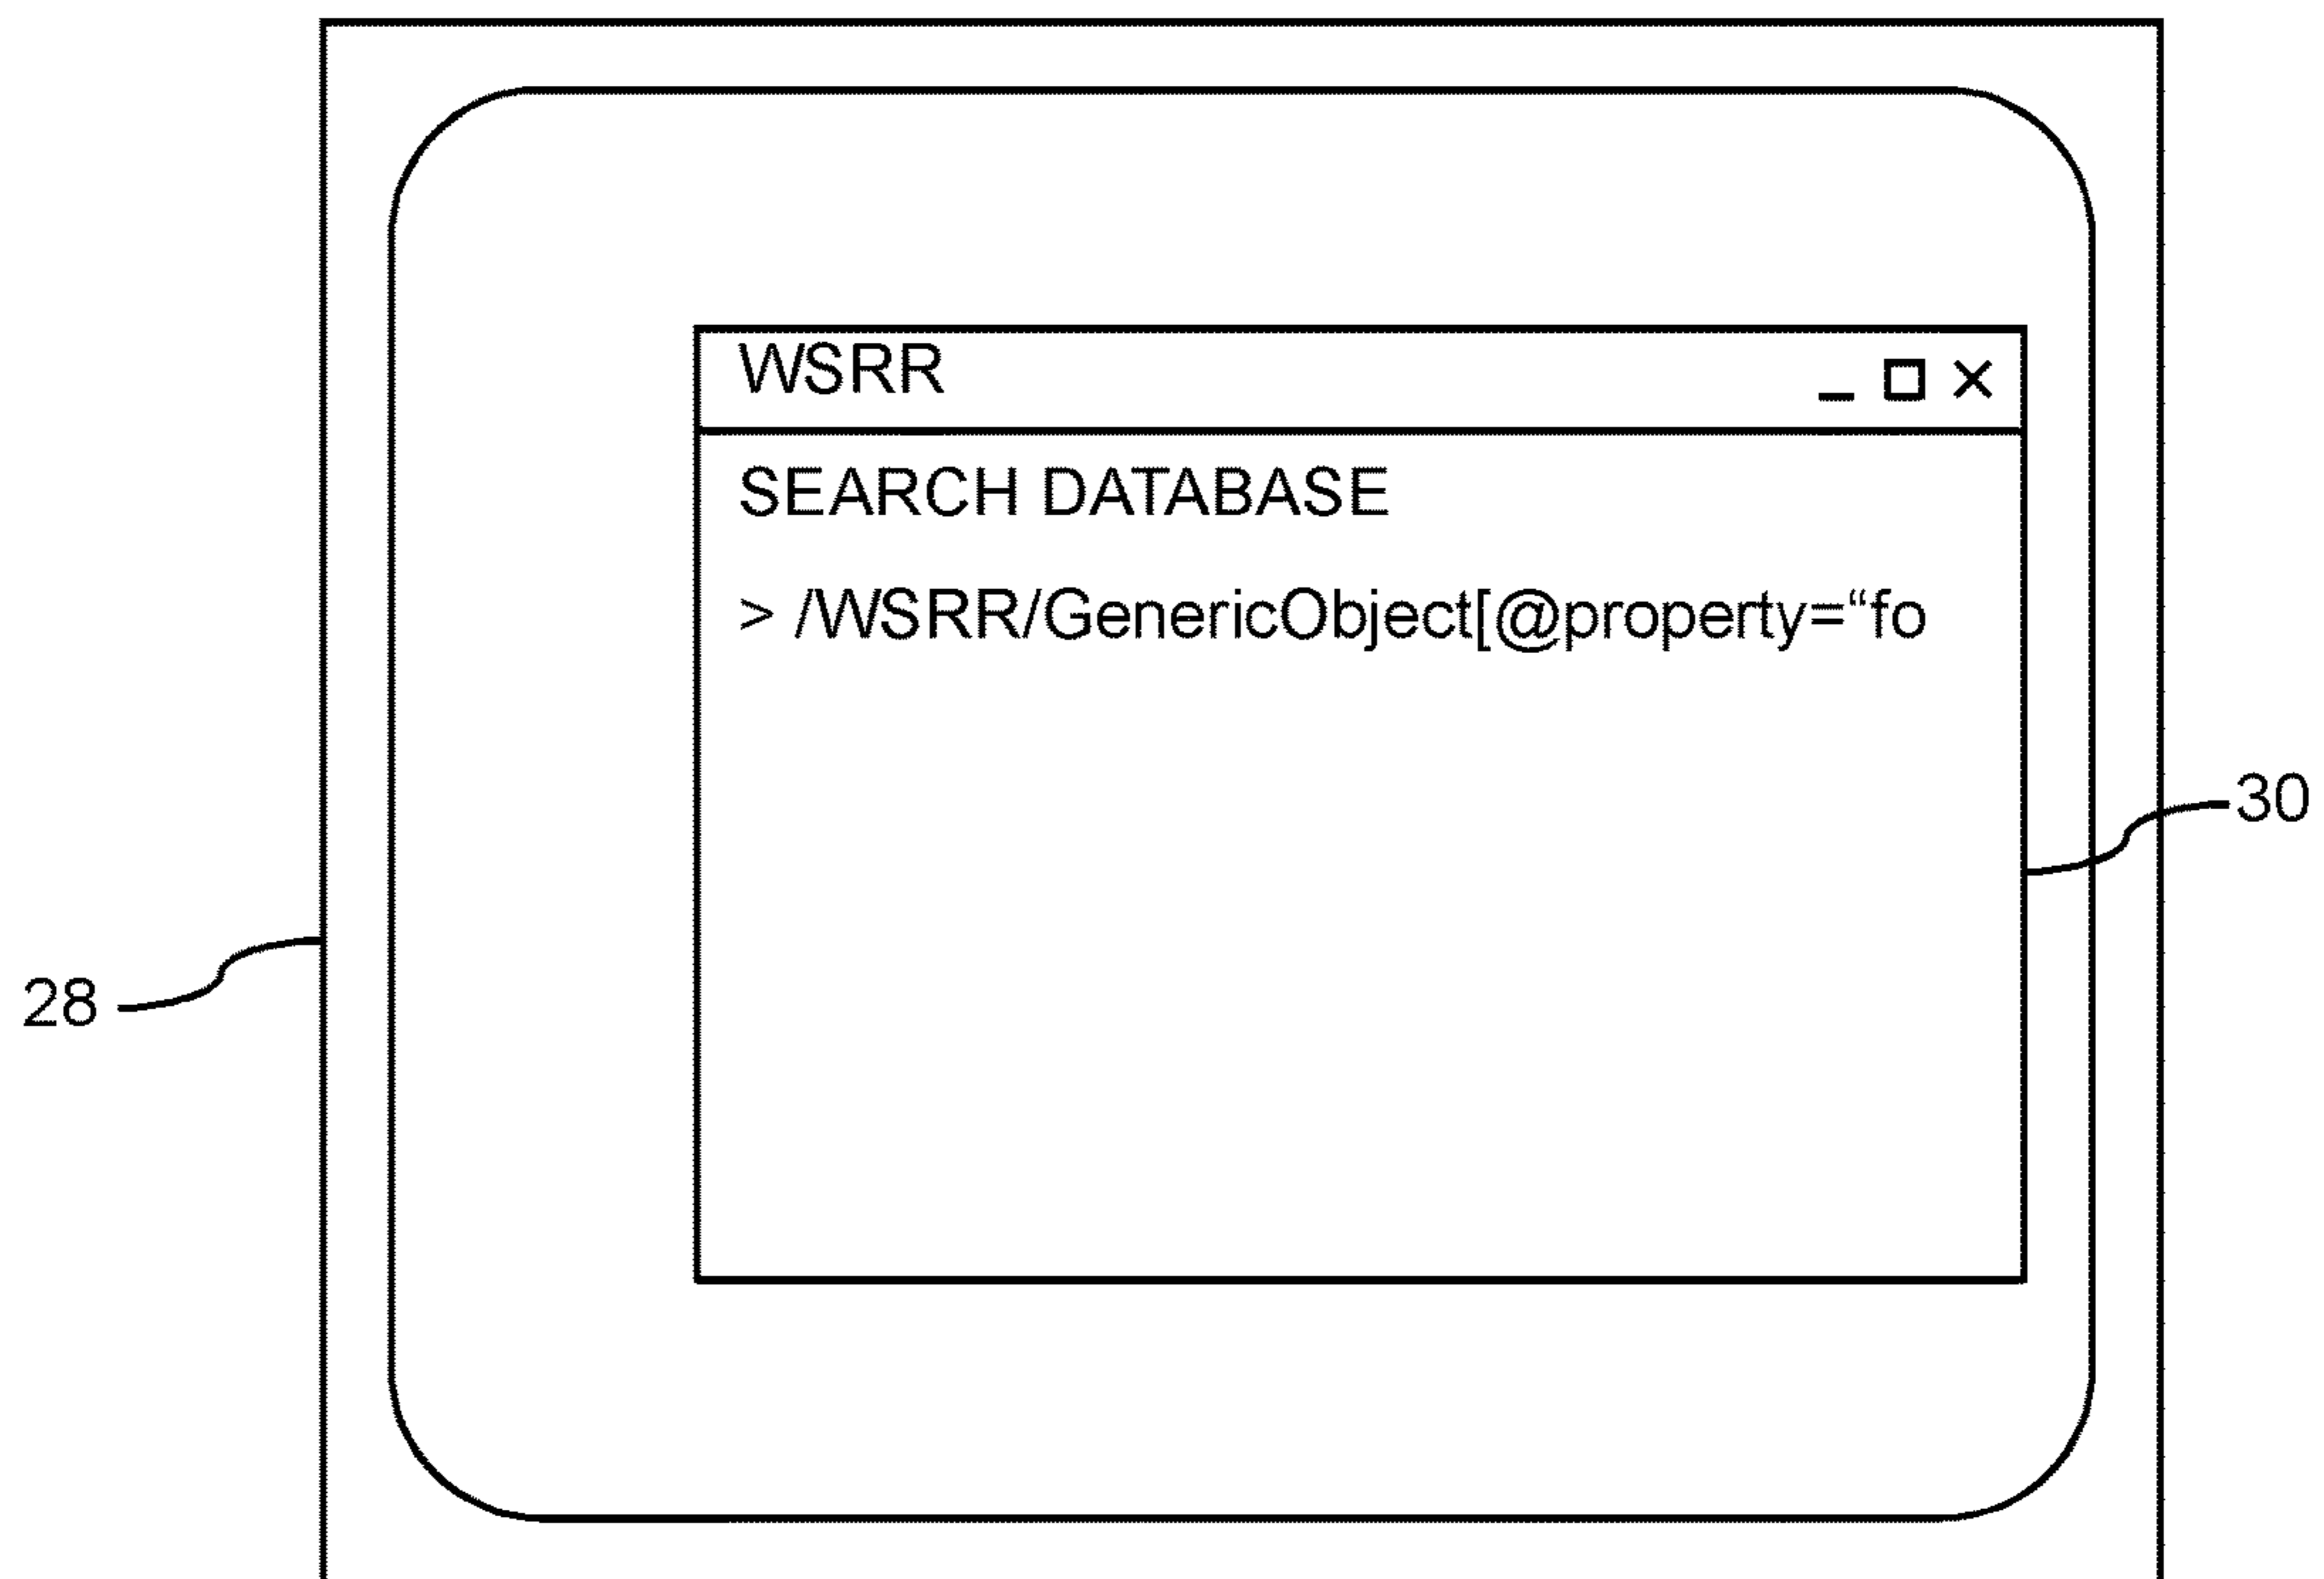 WSRR
SEARCH DATABASE
> /WSRR/GenericObject[@property=“fo
30
28